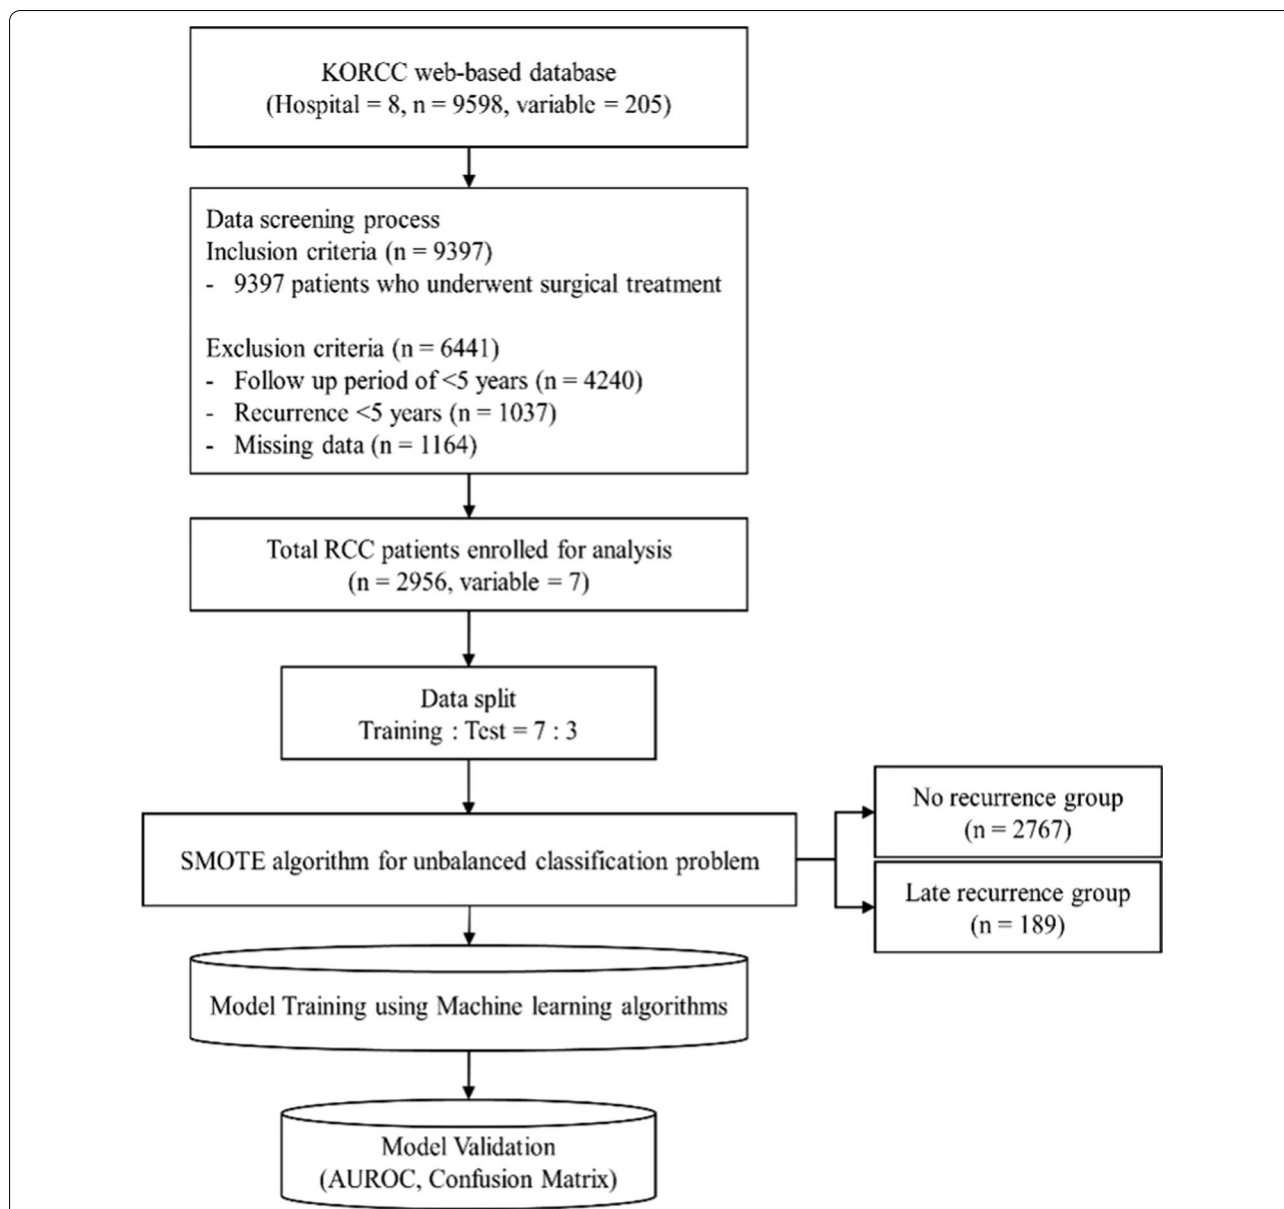 KORCC web-based database
(Hospital = 8, n = 9598, variable = 205)
Data screening process
Inclusion criteria (n = 9397)
- 9397 patients who underwent surgical treatment
Exclusion criteria (n = 6441)
- Follow up period of <5 years (n = 4240)
- Recurrence <5 years (n = 1037)
- Missing data (n = 1164)
Total RCC patients enrolled for analysis
(n = 2956, variable = 7)
Data split
Training : Test = 7 : 3
SMOTE algorithm for unbalanced classification problem
No recurrence group
(n = 2767)
Late recurrence group
(n = 189)
Model Training using Machine learning algorithms
Model Validation
(AUROC, Confusion Matrix)